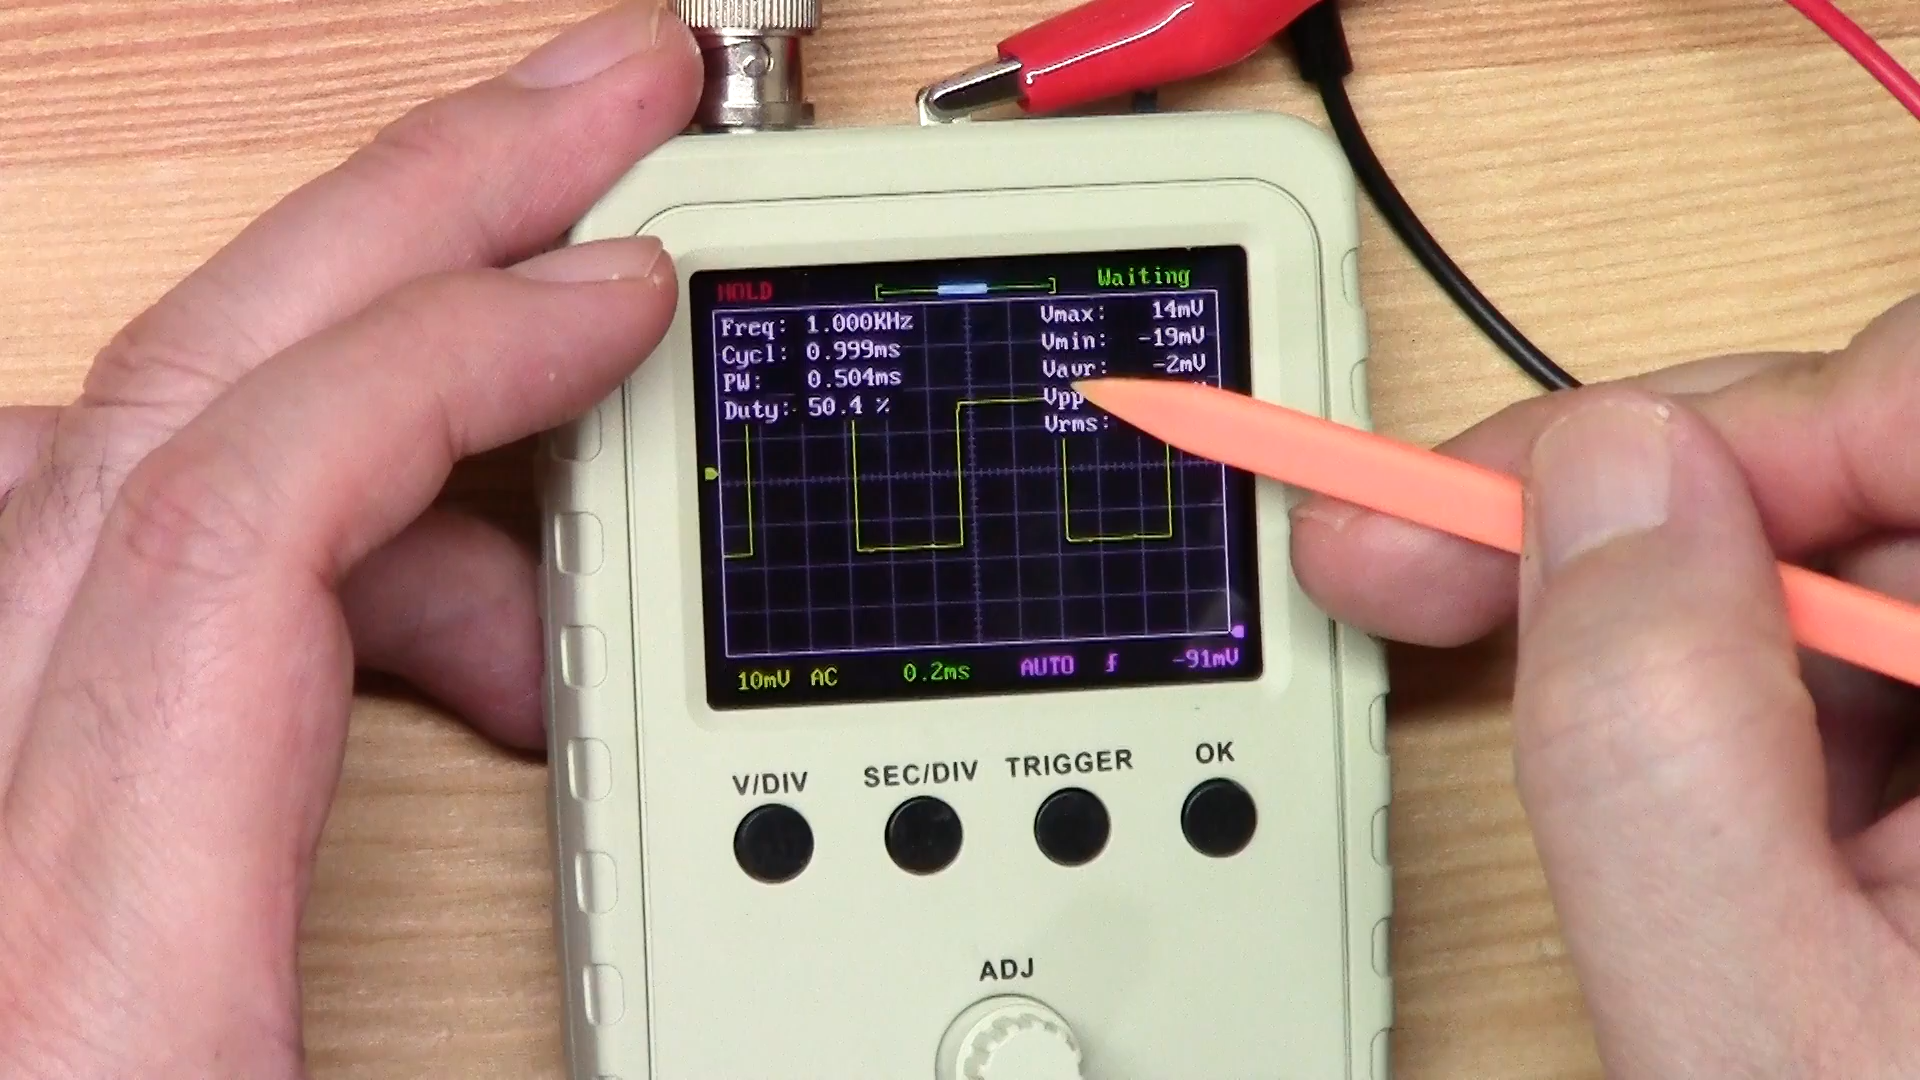 HOLD Waiting
Freq: 1.000KHz Vmax: 14mV
Cycl: 0.999ms Vmin: -19mV
PW: 0.504ms Vavr: -2mV
Duty: 50.4 % Vpp
Vrms:
10mV AC 0.2ms AUTO -91mV
V/DIV SEC/DIV TRIGGER OK
ADJ